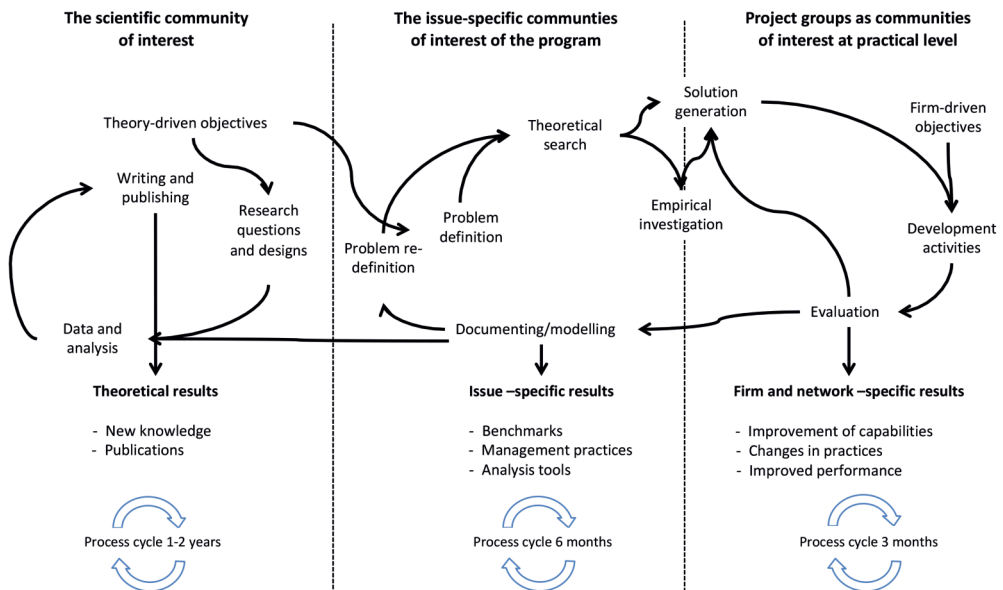 The scientific community
of interest
The issue-specific communties
of interest of the program
Project groups as communities
of interest at practical level
Theory-driven objectives
Writing and
publishing
Research
questions
and designs
Data and
analysis
Theoretical results
- New knowledge
- Publications
Process cycle 1-2 years
Theoretical
search
Problem
definition
Problem re-
definition
Empirical
investigation
Documenting/modelling
Issue –specific results
- Benchmarks
- Management practices
- Analysis tools
Process cycle 6 months
Solution
generation
Firm-driven
objectives
Development
activities
Evaluation
Firm and network –specific results
- Improvement of capabilities
- Changes in practices
- Improved performance
Process cycle 3 months